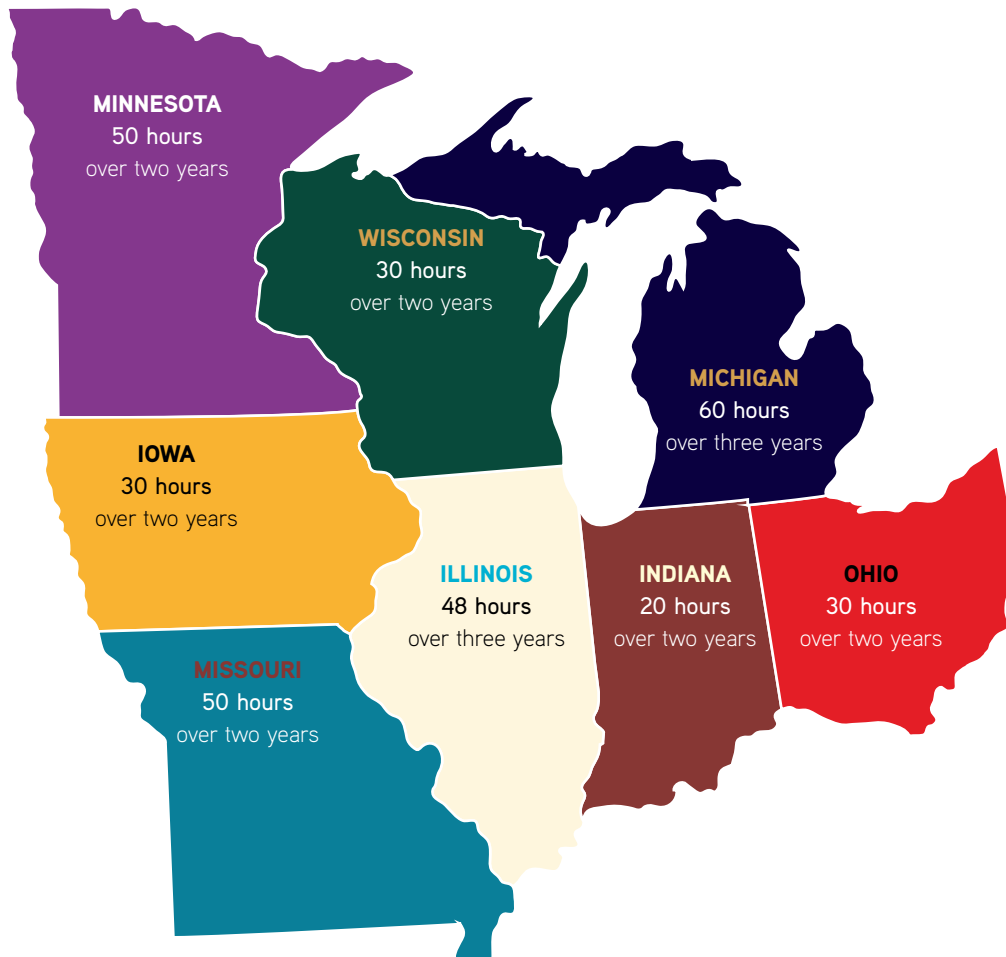 MINNESOTA
50 hours
over two years
WISCONSIN
30 hours
over two years
MICHIGAN
60 hours
over three years
IOWA
30 hours
over two years
ILLINOIS
48 hours
over three years
INDIANA
20 hours
over two years
OHIO
30 hours
over two years
MISSOURI
50 hours
over two years